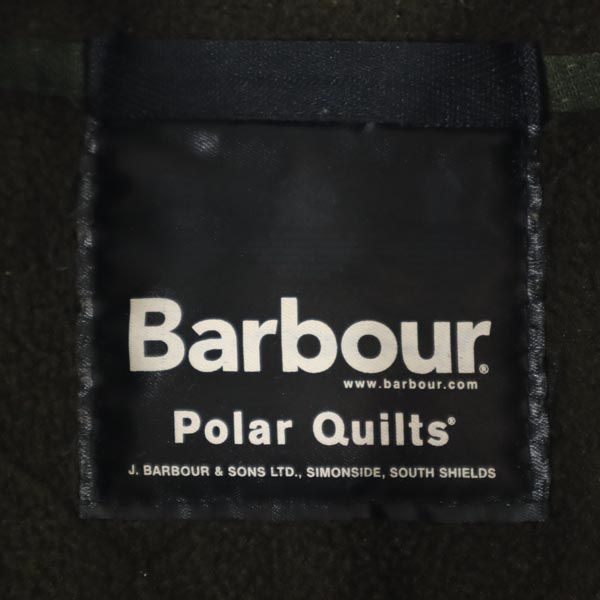 Barbour®
www.barbour.com
Polar Quilts®
J. BARBOUR & SONS LTD., SIMONSIDE, SOUTH SHIELDS